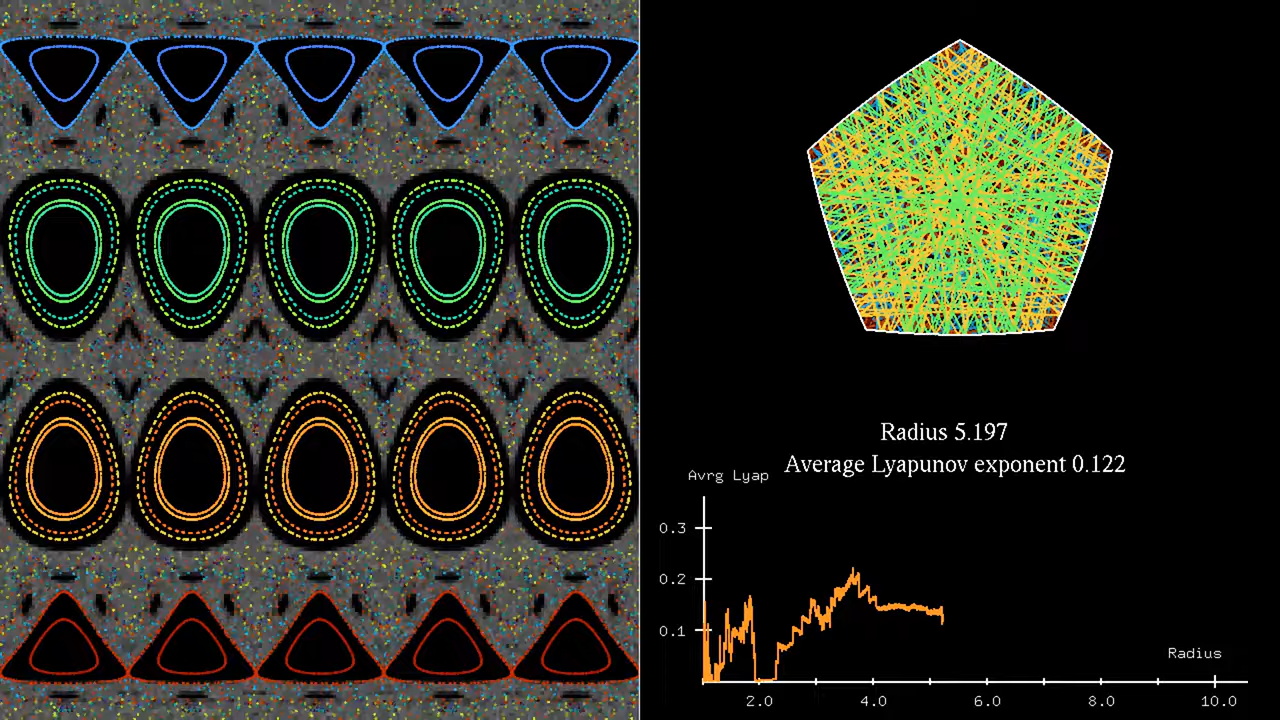 Radius 5.197
Average Lyapunov exponent 0.122
Avrg Lyap
0.3
0.2
0.1
Radius
2.0 4.0 6.0 8.0 10.0